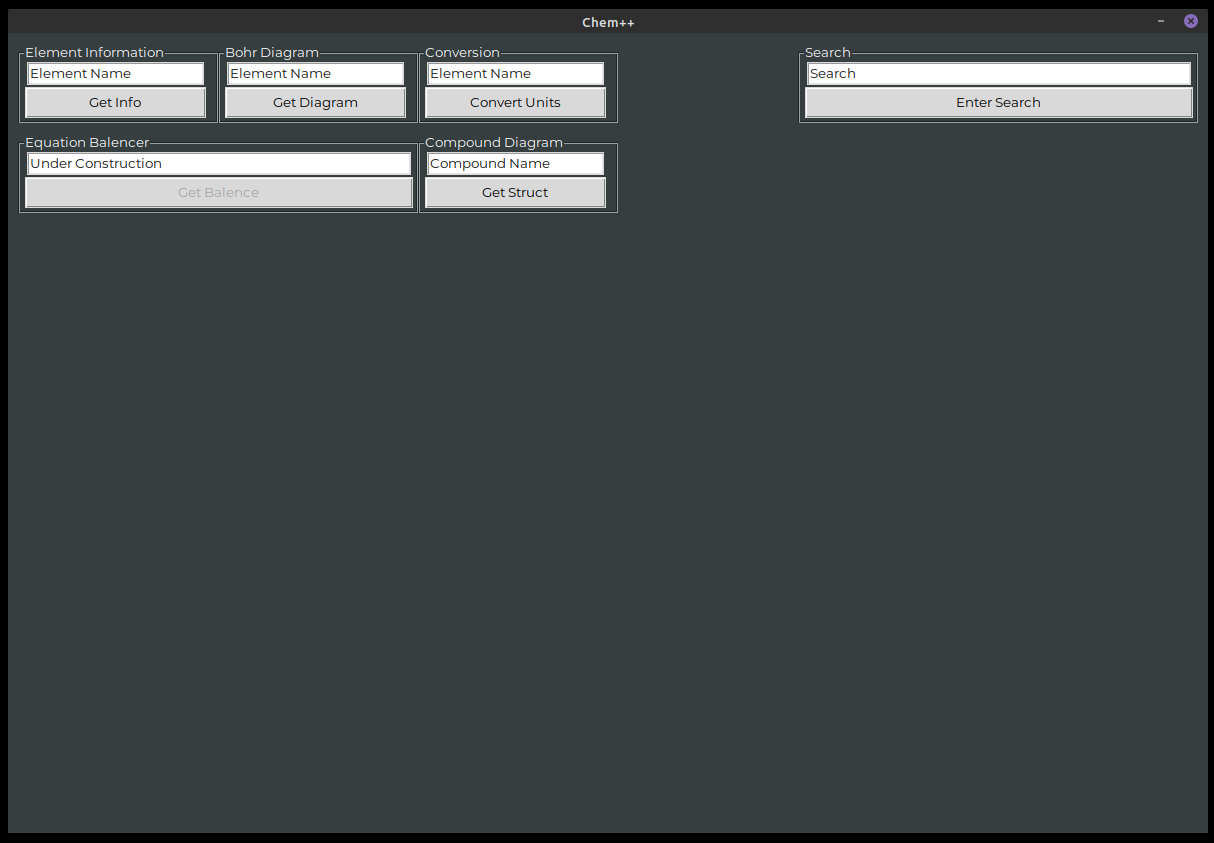 Chem++
Element Information
Element Name
Get Info
Bohr Diagram
Element Name
Get Diagram
Conversion
Element Name
Convert Units
Search
Search
Enter Search
Equation Balencer
Under Construction
Get Balence
Compound Diagram
Compound Name
Get Struct